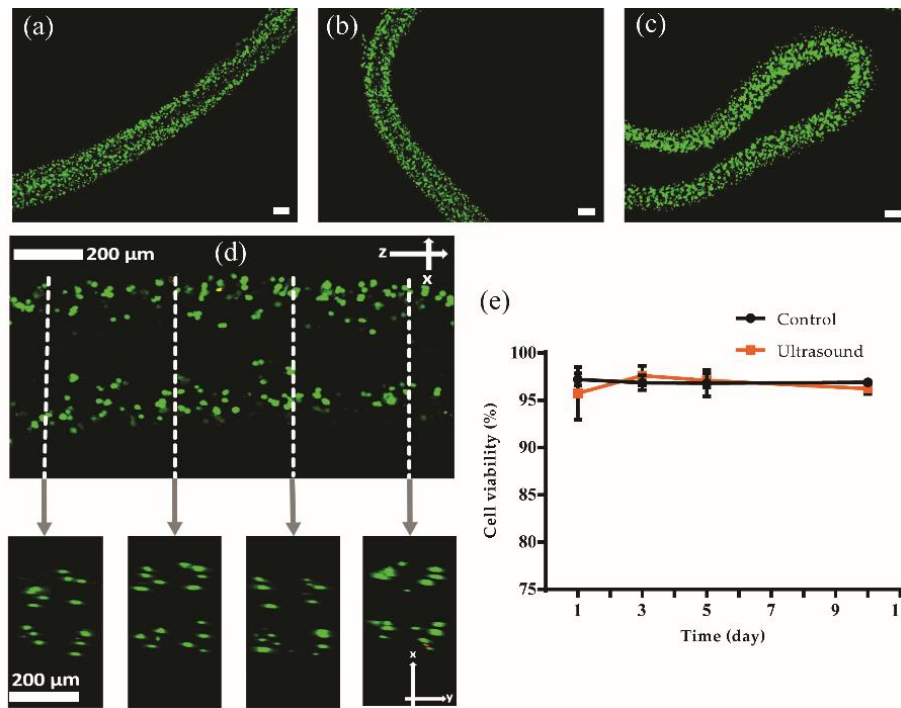 (a)
(b)
(c)
200 µm
(d)
z
x
200 µm
x
y
(e)
Control
Ultrasound
Cell viability (%)
100
95
90
85
80
75
1 3 5 7 9 1
Time (day)